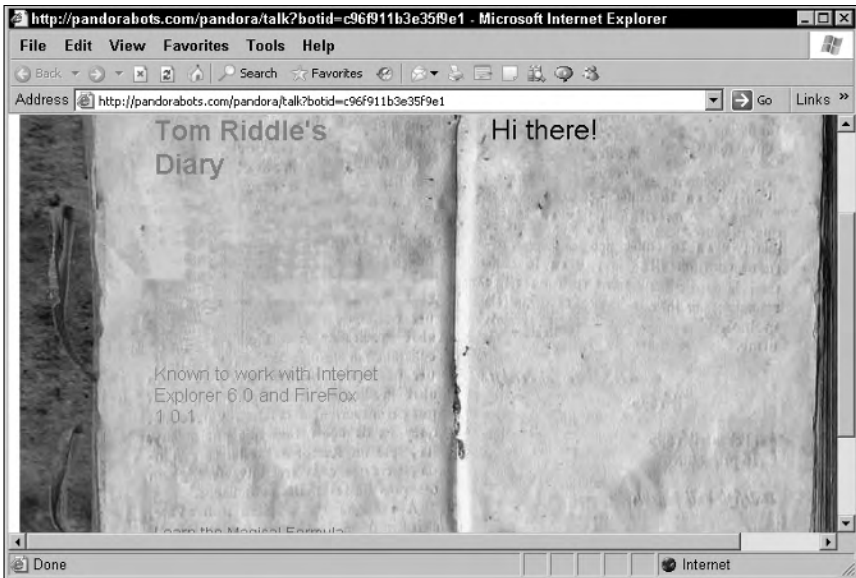 http://pandorabots.com/pandora/talk?botid=c96f911b3e35f9e1 - Microsoft Internet Explorer
File Edit View Favorites Tools Help
Back Search Favorites
Address http://pandorabots.com/pandora/talk?botid=c96f911b3e35f9e1 Go Links »
Tom Riddle's
Diary
Hi there!
Known to work with Internet
Explorer 6.0 and FireFox
1.0.1.
Learn the Magical Formula
Done Internet